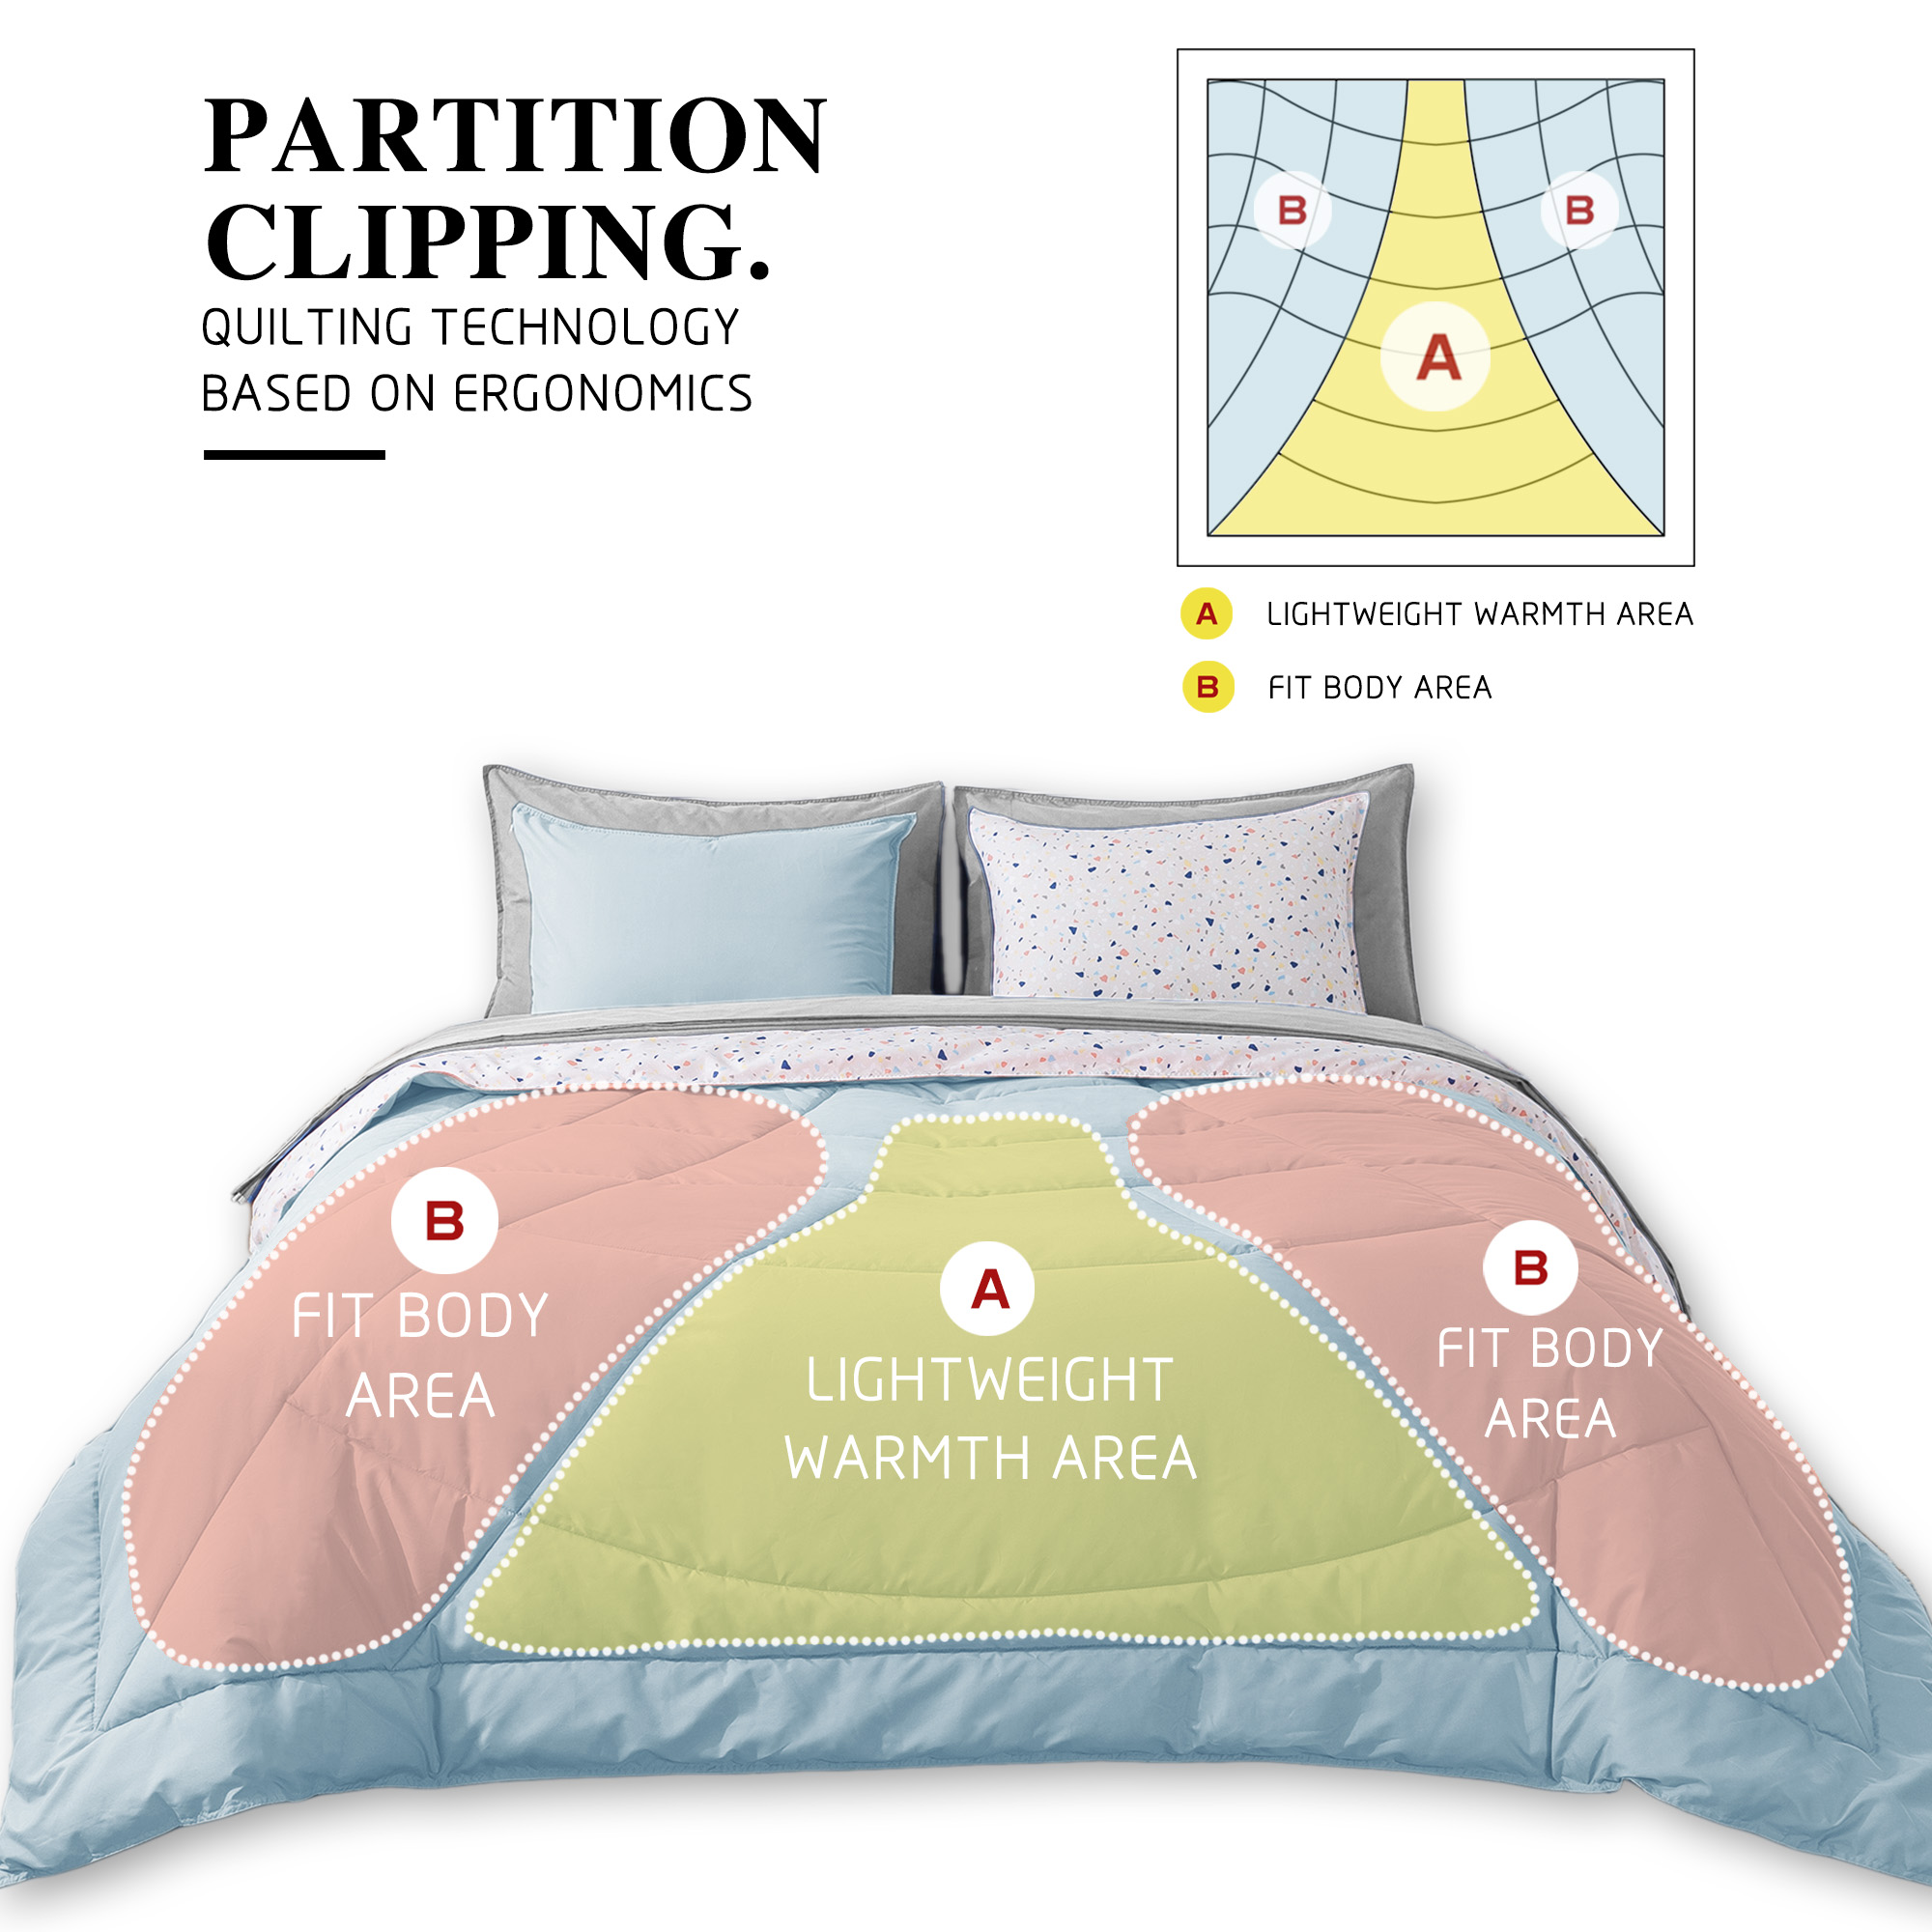 PARTITION
CLIPPING.
QUILTING TECHNOLOGY
BASED ON ERGONOMICS
B
B
A
A LIGHTWEIGHT WARMTH AREA
B FIT BODY AREA
B
FIT BODY
AREA
A
LIGHTWEIGHT
WARMTH AREA
B
FIT BODY
AREA